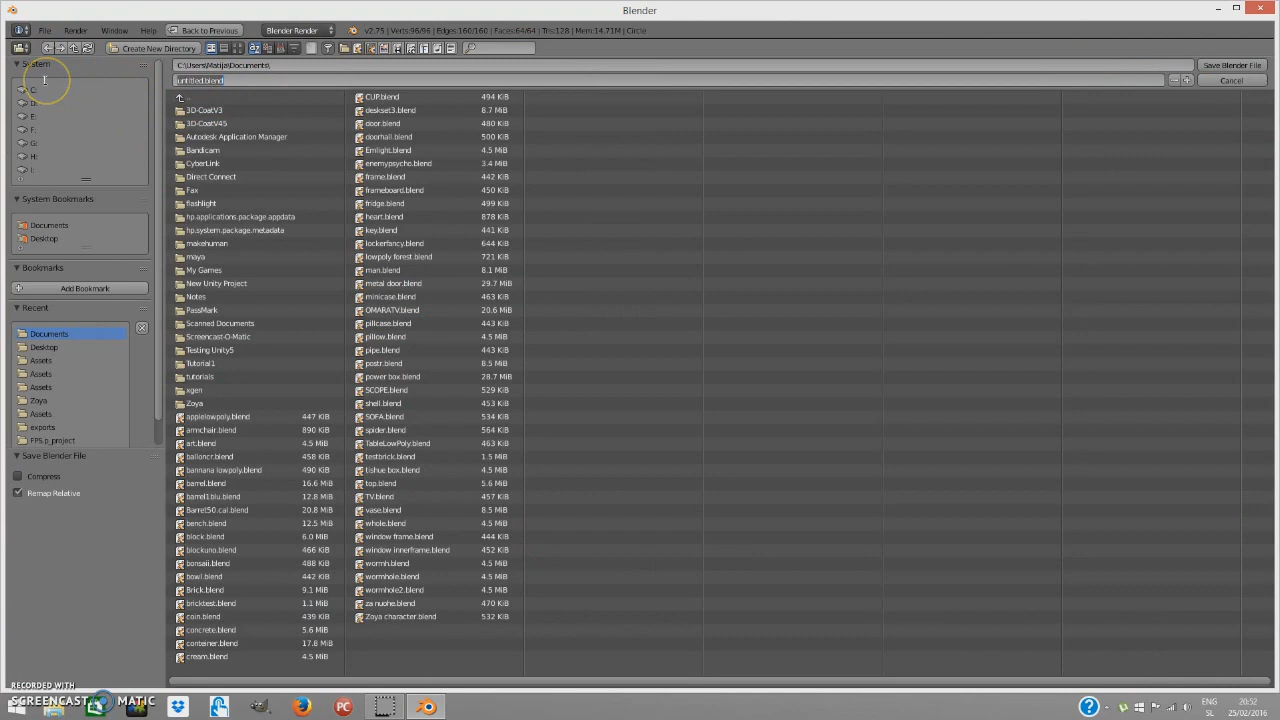 Blender
File Render Window Back to Previous Blender Render v2.75 | Verts:96/96 | Edges:160/160 | Faces:64/64 | Tris:128 | Mem:14.71M | Circle
Create New Directory
System
C:\Users\Matija\Documents\
Save Blender File
untitled.blend
Cancel
C:
D:
E:
F:
G:
H:
I:
System Bookmarks
Documents
Desktop
Bookmarks
Add Bookmark
Recent
Documents
Desktop
Assets
Assets
Assets
Zoya
Assets
exports
FPS.p_project
Save Blender File
Compress
Remap Relative
..
3D-CoatV3
3D-CoatV45
Autodesk Application Manager
Bandicam
CyberLink
Direct Connect
Fax
flashlight
hp.applications.package.appdata
hp.system.package.metadata
makehuman
maya
My Games
New Unity Project
Notes
PassMark
Scanned Documents
Screencast-O-Matic
Testing Unity5
Tutorial1
tutorials
xgen
Zoya
applelowpoly.blend 447 KiB
armchair.blend 890 KiB
art.blend 4.5 MiB
balloncr.blend 458 KiB
bannana lowpoly.blend 490 KiB
barrel.blend 16.6 MiB
barrel1blu.blend 12.8 MiB
Barret50.cal.blend 20.8 MiB
bench.blend 12.5 MiB
block.blend 6.0 MiB
blockuno.blend 466 KiB
bonsaii.blend 488 KiB
bowl.blend 442 KiB
Brick.blend 9.1 MiB
bricktest.blend 1.1 MiB
coin.blend 439 KiB
concrete.blend 5.6 MiB
conteiner.blend 17.8 MiB
cream.blend 4.5 MiB
CUP.blend 494 KiB
deskset3.blend 8.7 MiB
door.blend 480 KiB
doorhall.blend 500 KiB
Emlight.blend 4.5 MiB
enemypsycho.blend 3.4 MiB
frame.blend 442 KiB
frameboard.blend 450 KiB
fridge.blend 499 KiB
heart.blend 878 KiB
key.blend 441 KiB
lockerfancy.blend 644 KiB
lowpoly forest.blend 721 KiB
man.blend 8.1 MiB
metal door.blend 29.7 MiB
minicase.blend 463 KiB
OMARATV.blend 20.6 MiB
pillcase.blend 443 KiB
pillow.blend 4.5 MiB
pipe.blend 443 KiB
postr.blend 8.5 MiB
power box.blend 28.7 MiB
SCOPE.blend 529 KiB
shell.blend 453 KiB
SOFA.blend 534 KiB
spider.blend 564 KiB
TableLowPoly.blend 463 KiB
testbrick.blend 1.5 MiB
tishue box.blend 4.5 MiB
top.blend 5.6 MiB
TV.blend 457 KiB
vase.blend 8.5 MiB
whole.blend 4.5 MiB
window frame.blend 444 KiB
window innerframe.blend 452 KiB
wormh.blend 4.5 MiB
wormhole.blend 4.5 MiB
wormhole2.blend 4.5 MiB
za nuohe.blend 470 KiB
Zoya character.blend 532 KiB
RECORDED WITH
SCREENCAST MATIC
PC
ENG 20:52
SL 25/02/2016